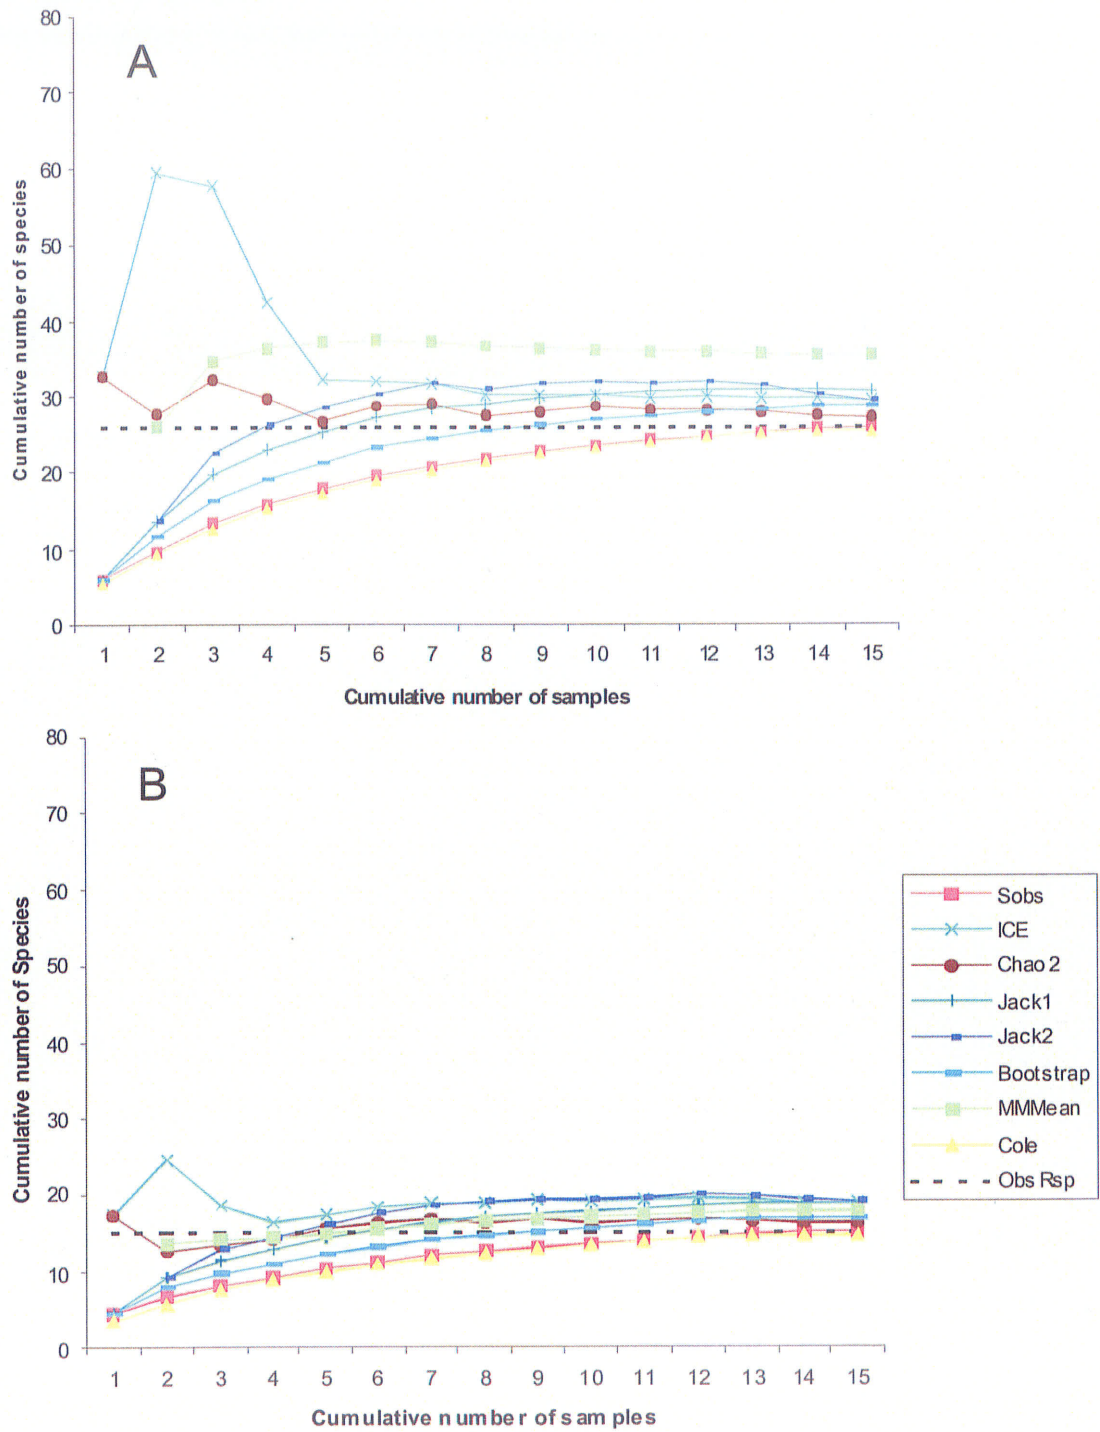 80
A
70
60
50
40
30
20
10
0
Cumulative number of species
1 2 3 4 5 6 7 8 9 10 11 12 13 14 15
Cumulative number of samples
80
B
70
60
50
40
30
20
10
0
Cumulative number of Species
1 2 3 4 5 6 7 8 9 10 11 12 13 14 15
Cumulative number of samples
Sobs
ICE
Chao2
Jack1
Jack2
Bootstrap
MMMean
Cole
Obs Rsp